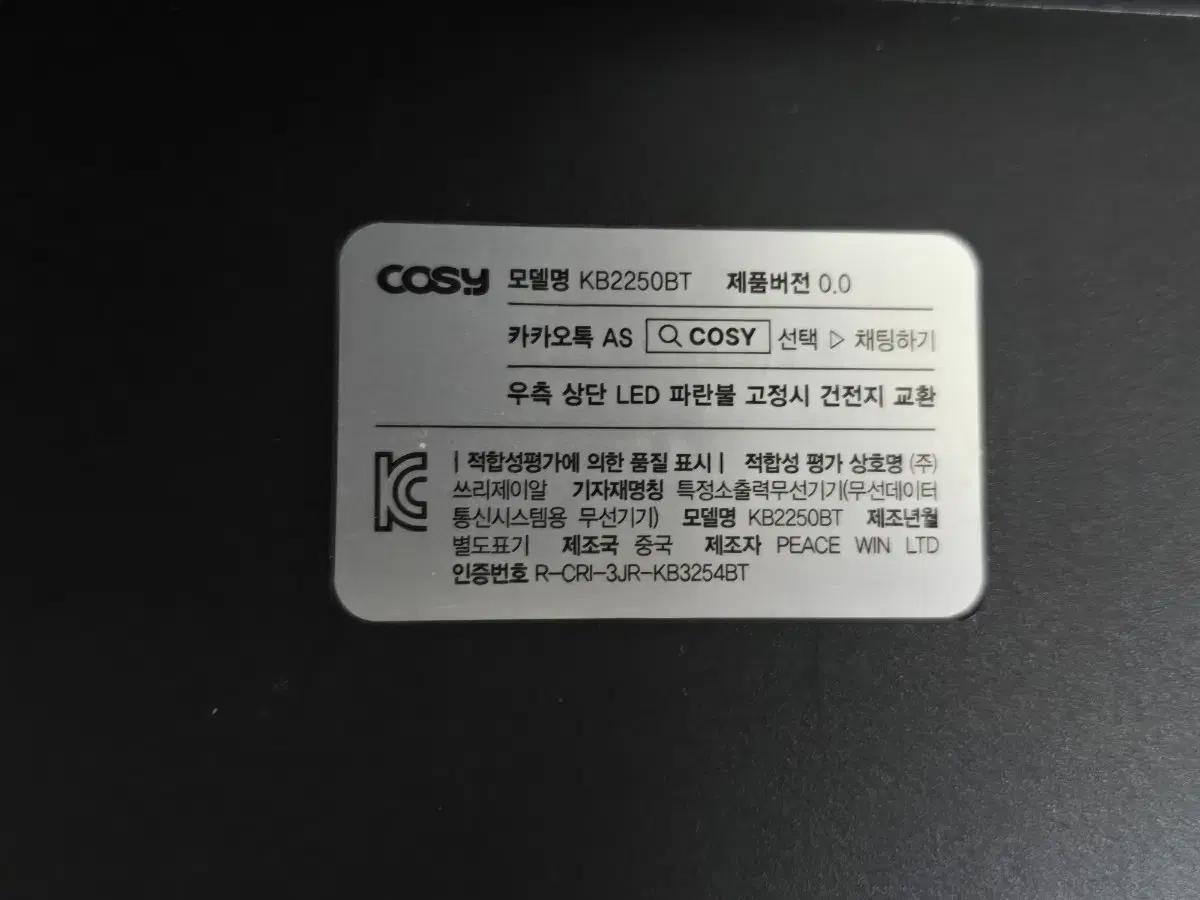 COSY 모델명 KB2250BT 제품버전 0.0
카카오톡 AS COSY 선택 ▷ 채팅하기
우측 상단 LED 파란불 고정시 건전지 교환
| 적합성평가에 의한 품질 표시 | 적합성 평가 상호명 (주)
쓰리제이알 기자재명칭 특정소출력무선기기(무선데이터
통신시스템용 무선기기) 모델명 KB2250BT 제조년월
별도표기 제조국 중국 제조자 PEACE WIN LTD
인증번호 R-CRI-3JR-KB3254BT